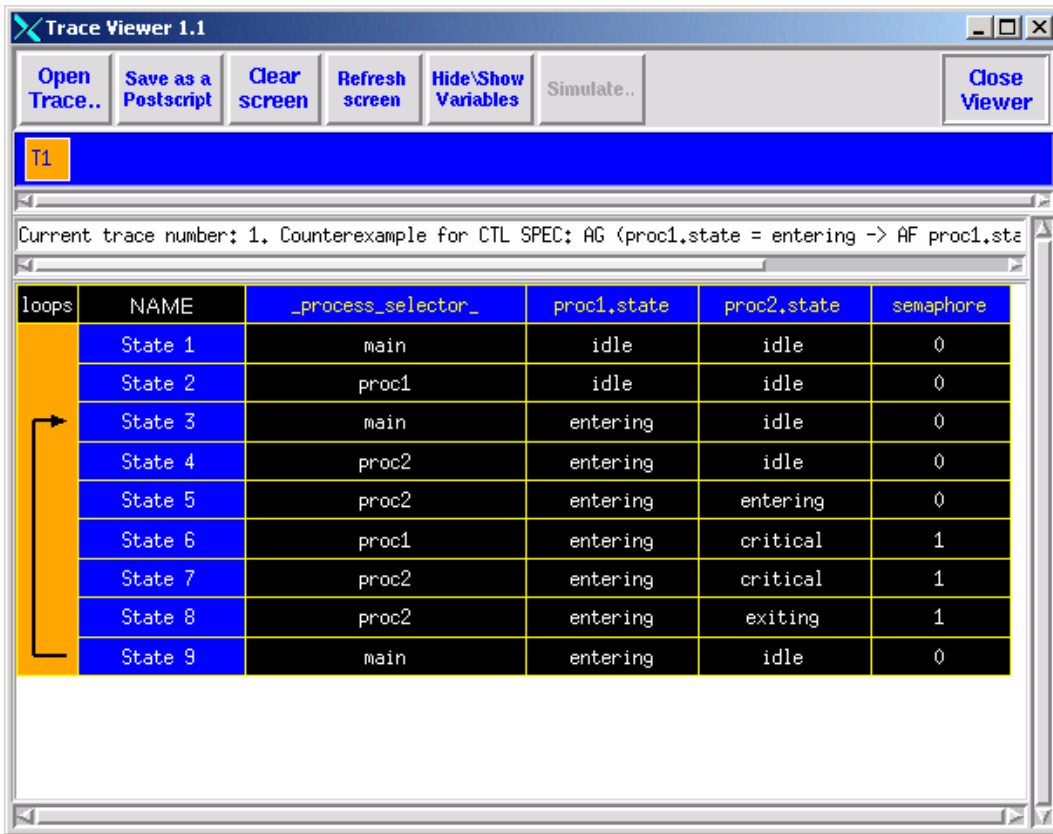 Trace Viewer 1.1
Open Trace.. Save as a Postscript Clear screen Refresh screen Hide\Show Variables Simulate.. Close Viewer
T1
Current trace number: 1. Counterexample for CTL SPEC: AG (proc1.state = entering -> AF proc1.sta
loops NAME _process_selector_ proc1.state proc2.state semaphore
State 1 main idle idle 0
State 2 proc1 idle idle 0
State 3 main entering idle 0
State 4 proc2 entering idle 0
State 5 proc2 entering entering 0
State 6 proc1 entering critical 1
State 7 proc2 entering critical 1
State 8 proc2 entering exiting 1
State 9 main entering idle 0